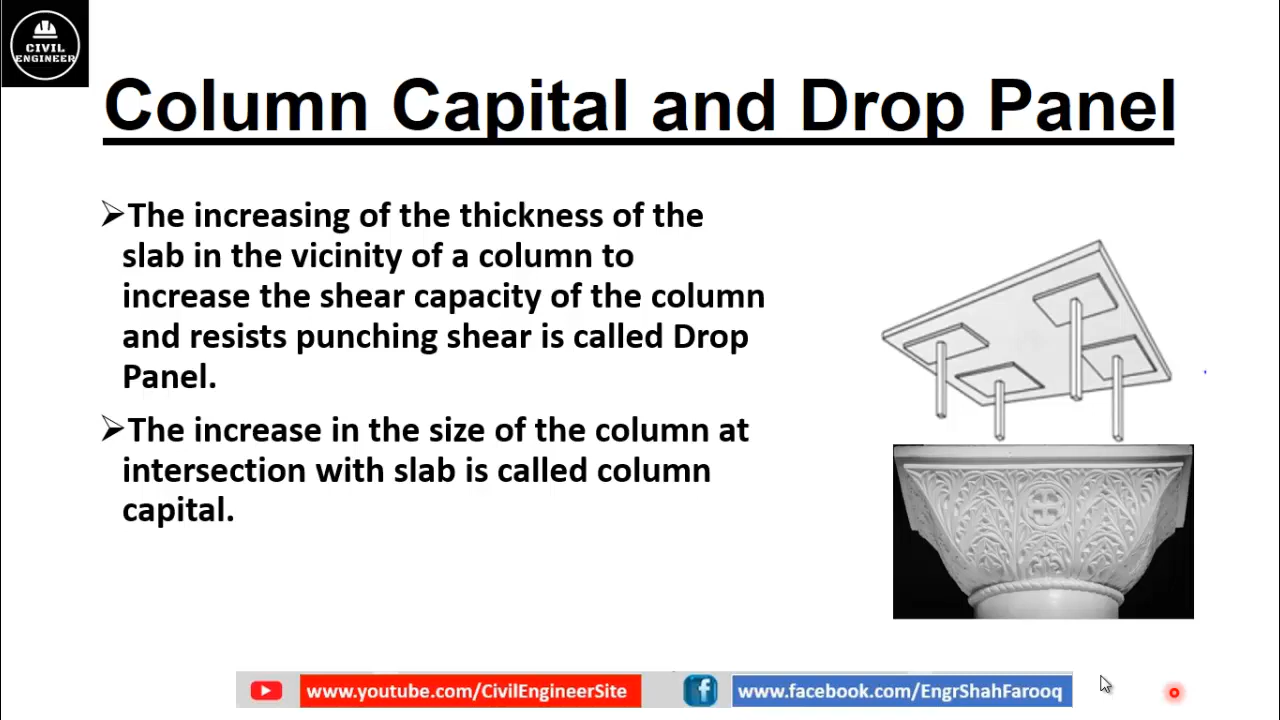 CIVIL
ENGINEER
Column Capital and Drop Panel
➢The increasing of the thickness of the
slab in the vicinity of a column to
increase the shear capacity of the column
and resists punching shear is called Drop
Panel.
➢The increase in the size of the column at
intersection with slab is called column
capital.
www.youtube.com/CivilEngineerSite
www.facebook.com/EngrShahFarooq